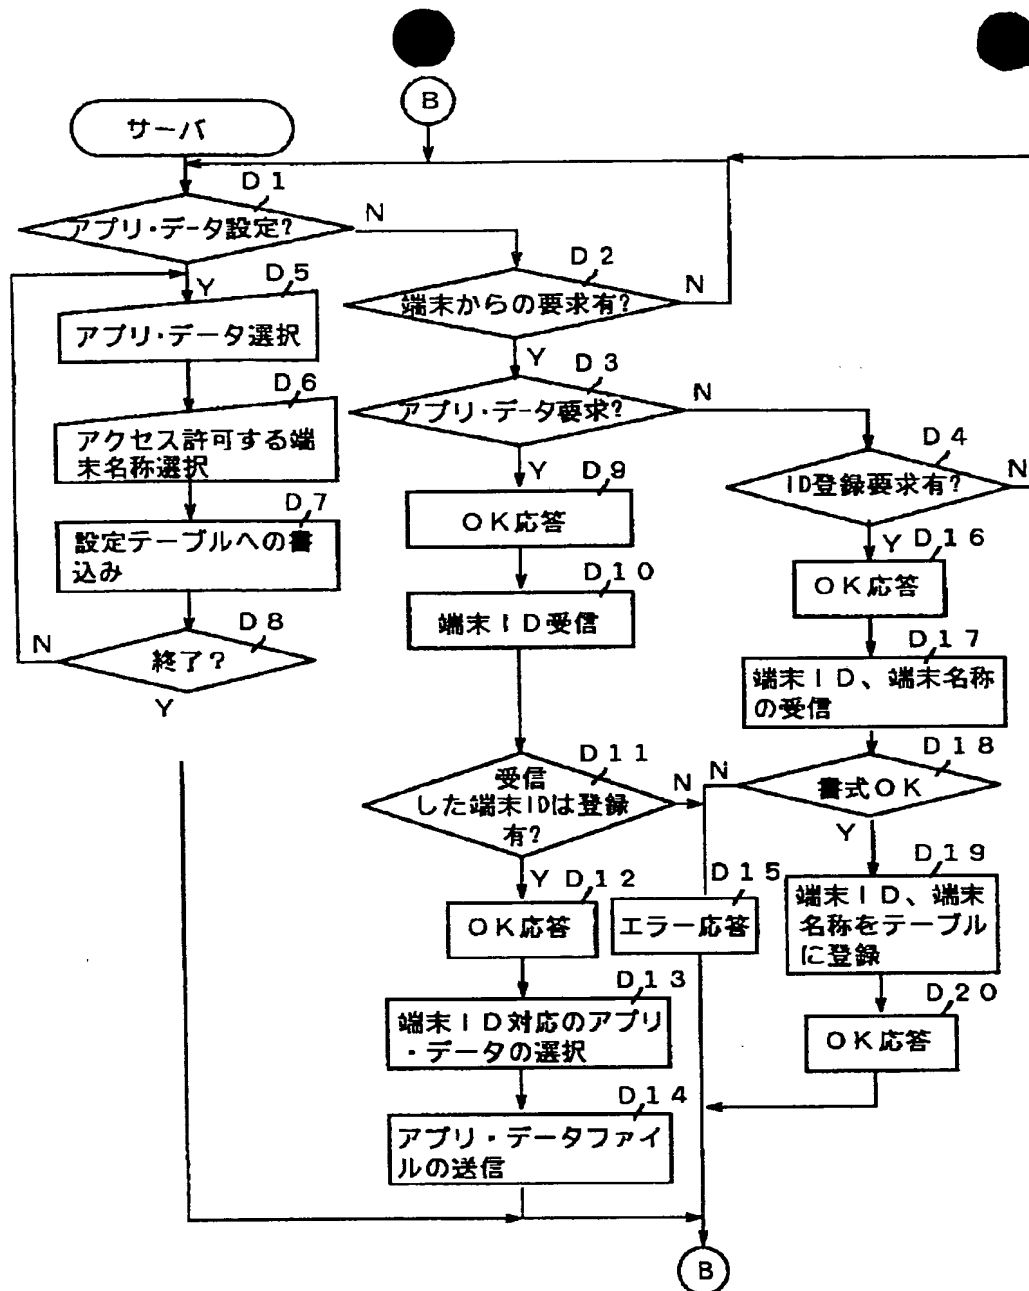 B
サーバ
D1
アプリ・データ設定?
N
Y
D5
アプリ・データ選択
D6
アクセス許可する端
末名称選択
D7
設定テーブルへの書
込み
D8
終了?
N
Y
D2
端末からの要求有?
N
Y
D3
アプリ・データ要求?
N
Y
D9
OK応答
D10
端末ID受信
D11
受信
した端末IDは登録
有?
N
Y
D12
OK応答
D13
端末ID対応のアプリ
・データの選択
D14
アプリ・データファイ
ルの送信
D15
エラー応答
D4
ID登録要求有?
N
Y
D16
OK応答
D17
端末ID、端末名称
の受信
D18
書式OK
N
Y
D19
端末ID、端末
名称をテーブル
に登録
D20
OK応答
B